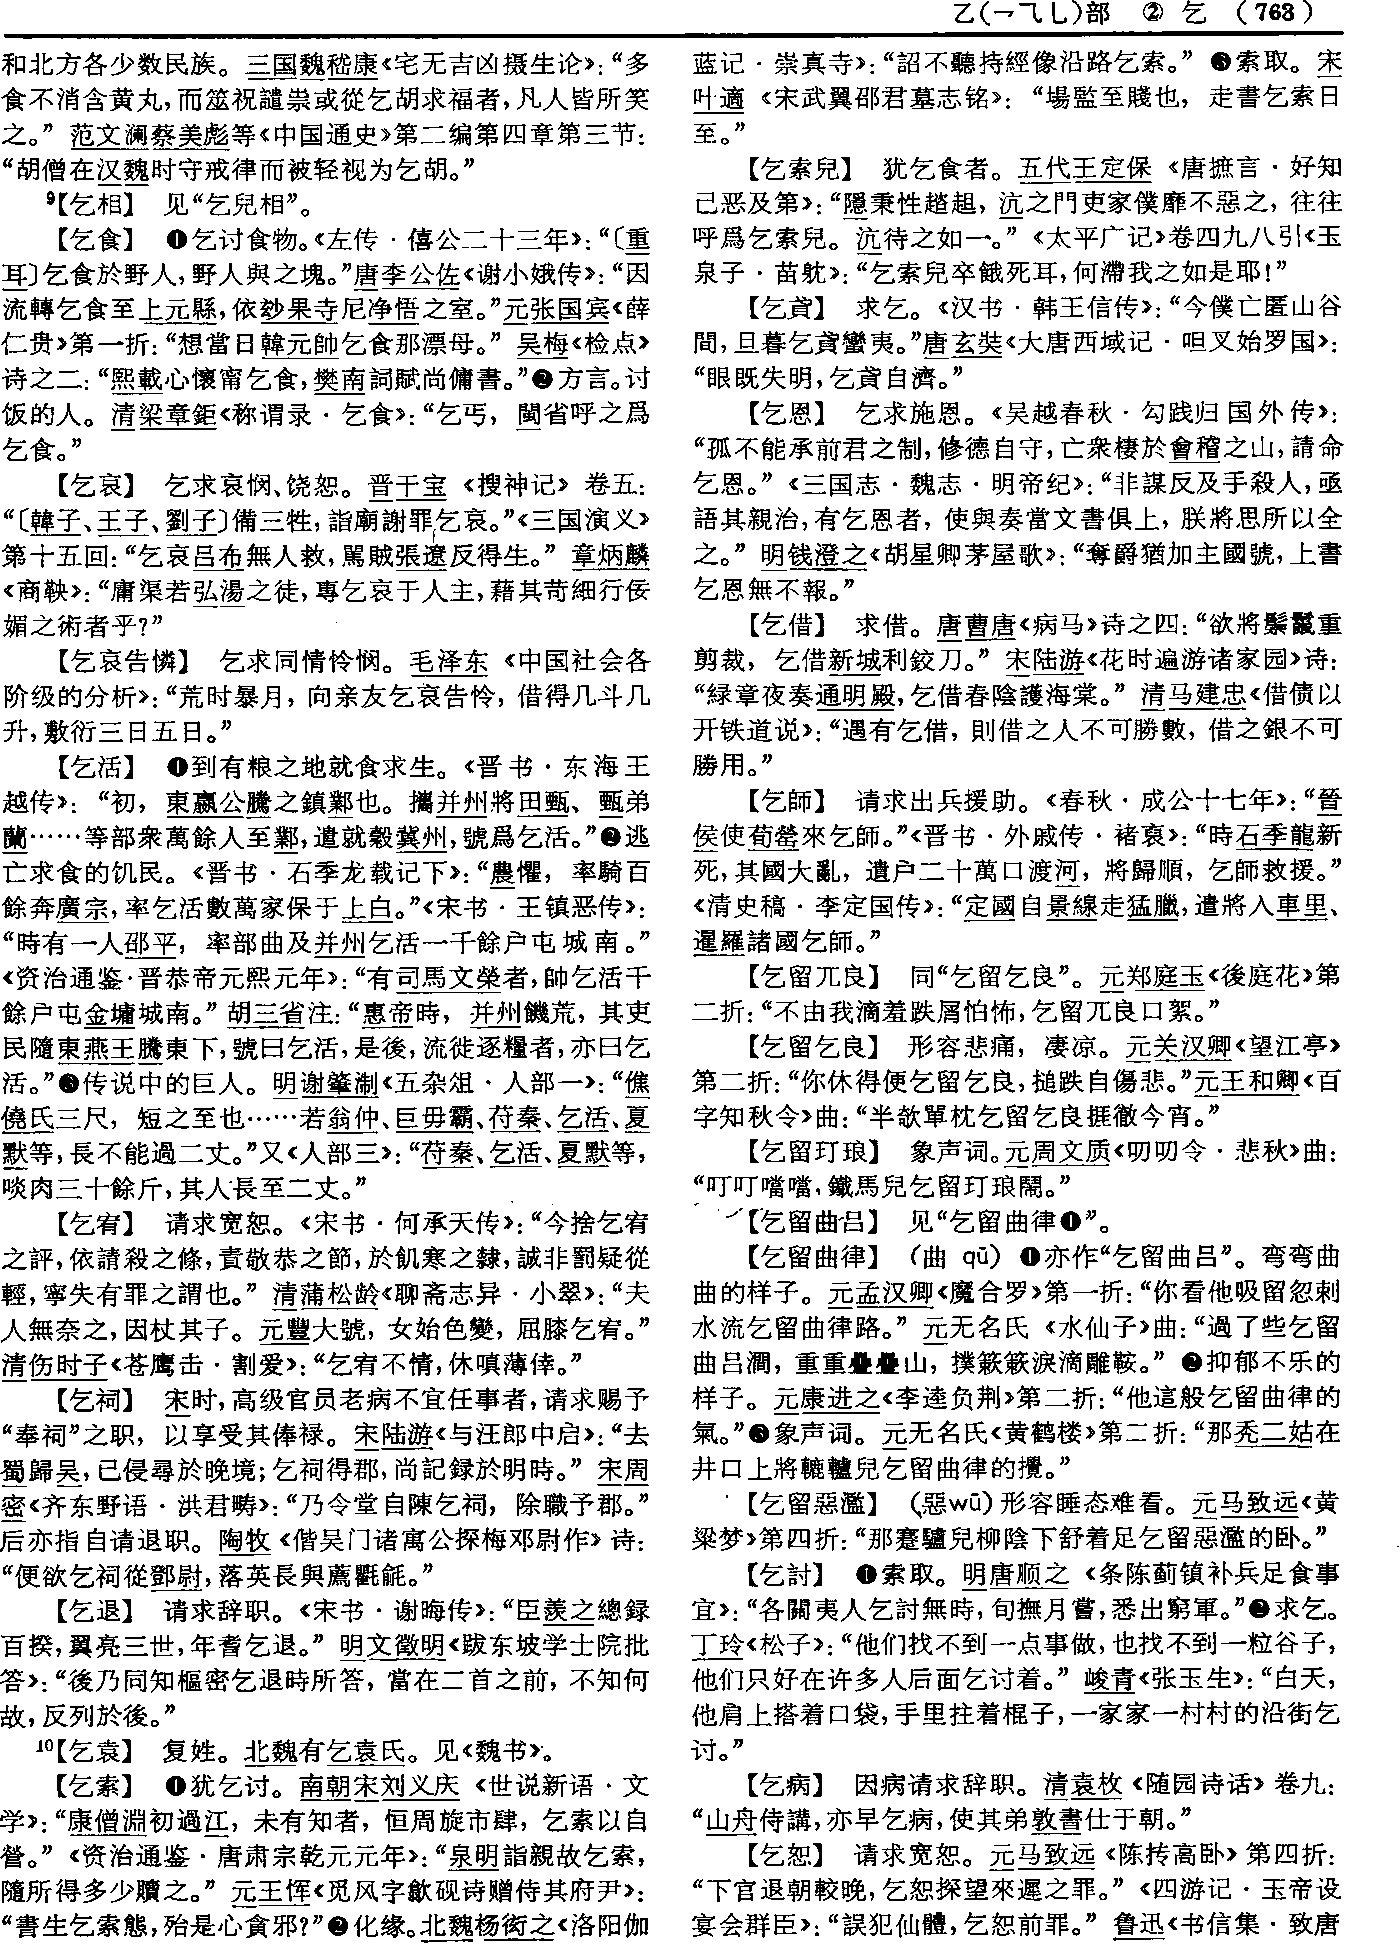 乙(㇖乁乚)部 ② 乞 (763)
和北方各少数民族。三国魏嵇康《宅无吉凶摄生论》：“多
食不消含黄丸，而筮祝譴祟或從乞胡求福者，凡人皆所笑
之。”范文澜蔡美彪等《中国通史》第二编第四章第三节：
“胡僧在汉魏时守戒律而被轻视为乞胡。”
⁹【乞相】 见“乞兒相”。
【乞食】 ❶乞讨食物。《左传·僖公二十三年》：“〔重
耳〕乞食於野人，野人與之塊。”唐李公佐《谢小娥传》：“因
流轉乞食至上元縣，依妙果寺尼净悟之室。”元张国宾《薛
仁贵》第一折：“想當日韓元帥乞食那漂母。”吴梅《检点》
诗之二：“熙載心懷甯乞食，樊南詞賦尚傭書。”❷方言。讨
饭的人。清梁章鉅《称谓录·乞食》：“乞丐，閩省呼之爲
乞食。”
【乞哀】 乞求哀悯、饶恕。晋干宝《搜神记》卷五：
“〔韓子、王子、劉子〕備三牲，詣廟謝罪乞哀。”《三国演义》
第十五回：“乞哀吕布無人救，駡賊張遼反得生。”章炳麟
《商鞅》：“庸渠若弘湯之徒，專乞哀于人主，藉其苛細行佞
媚之術者乎？”
【乞哀告憐】 乞求同情怜悯。毛泽东《中国社会各
阶级的分析》：“荒时暴月，向亲友乞哀告怜，借得几斗几
升，敷衍三日五日。”
【乞活】 ❶到有粮之地就食求生。《晋书·东海王
越传》：“初，東嬴公騰之鎮鄴也。攜并州將田甄、甄弟
蘭……等部衆萬餘人至鄴，遣就穀冀州，號爲乞活。”❷逃
亡求食的饥民。《晋书·石季龙载记下》：“農懼，率騎百
餘奔廣宗，率乞活數萬家保于上白。”《宋书·王镇恶传》：
“時有一人邵平，率部曲及并州乞活一千餘户屯城南。”
《资治通鉴·晋恭帝元熙元年》：“有司馬文榮者，帥乞活千
餘户屯金墉城南。”胡三省注：“惠帝時，并州饑荒，其吏
民隨東燕王騰東下，號曰乞活，是後，流徙逐糧者，亦曰乞
活。”❸传说中的巨人。明谢肇淛《五杂俎·人部一》：“僬
僥氏三尺，短之至也……若翁仲、巨毋霸、苻秦、乞活、夏
默等，長不能過二丈。”又《人部三》：“苻秦、乞活、夏默等，
啖肉三十餘斤，其人長至二丈。”
【乞宥】 请求宽恕。《宋书·何承天传》：“今捨乞宥
之評，依請殺之條，責敬恭之節，於飢寒之隸，誠非罰疑從
輕，寧失有罪之謂也。”清蒲松龄《聊斋志异·小翠》：“夫
人無奈之，因杖其子。元豐大號，女始色變，屈膝乞宥。”
清伤时子《苍鹰击·割爱》：“乞宥不情，休嗔薄倖。”
【乞祠】 宋时，高级官员老病不宜任事者，请求赐予
“奉祠”之职，以享受其俸禄。宋陆游《与汪郎中启》：“去
蜀歸吴，已侵尋於晚境；乞祠得郡，尚記録於明時。”宋周
密《齐东野语·洪君畴》：“乃令堂自陳乞祠，除職予郡。”
后亦指自请退职。陶牧《偕吴门诸寓公探梅邓尉作》诗：
“便欲乞祠從鄧尉，落英長與薦氍毹。”
【乞退】 请求辞职。《宋书·谢晦传》：“臣羨之總録
百揆，翼亮三世，年耆乞退。”明文徵明《跋东坡学士院批
答》：“後乃同知樞密乞退時所答，當在二首之前，不知何
故，反列於後。”
¹⁰【乞袁】 复姓。北魏有乞袁氏。见《魏书》。
【乞索】 ❶犹乞讨。南朝宋刘义庆《世说新语·文
学》：“康僧淵初過江，未有知者，恒周旋市肆，乞索以自
營。”《资治通鉴·唐肃宗乾元元年》：“泉明詣親故乞索，
隨所得多少贖之。”元王恽《觅风字歙砚诗赠侍其府尹》：
“書生乞索態，殆是心貪邪？”❷化缘。北魏杨衒之《洛阳伽
蓝记·崇真寺》：“詔不聽持經像沿路乞索。”❸索取。宋
叶適《宋武翼邵君墓志铭》：“場監至賤也，走書乞索日
至。”
【乞索兒】 犹乞食者。五代王定保《唐摭言·好知
己恶及第》：“隱秉性趑趄，沆之門吏家僕靡不惡之，往往
呼爲乞索兒。沆待之如一。”《太平广记》卷四九八引《玉
泉子·苗躭》：“乞索兒卒餓死耳，何滯我之如是耶！”
【乞貣】 求乞。《汉书·韩王信传》：“今僕亡匿山谷
間，旦暮乞貣蠻夷。”唐玄奘《大唐西域记·呾叉始罗国》：
“眼既失明，乞貣自濟。”
【乞恩】 乞求施恩。《吴越春秋·勾践归国外传》：
“孤不能承前君之制，修德自守，亡衆棲於會稽之山，請命
乞恩。”《三国志·魏志·明帝纪》：“非謀反及手殺人，亟
語其親治，有乞恩者，使與奏當文書俱上，朕將思所以全
之。”明钱澄之《胡星卿茅屋歌》：“奪爵猶加主國號，上書
乞恩無不報。”
【乞借】 求借。唐曹唐《病马》诗之四：“欲將鬃鬣重
剪裁，乞借新城利鉸刀。”宋陆游《花时遍游诸家园》诗：
“緑章夜奏通明殿，乞借春陰護海棠。”清马建忠《借债以
开铁道说》：“遇有乞借，則借之人不可勝數，借之銀不可
勝用。”
【乞師】 请求出兵援助。《春秋·成公十七年》：“晉
侯使荀罃來乞師。”《晋书·外戚传·褚裒》：“時石季龍新
死，其國大亂，遺户二十萬口渡河，將歸順，乞師救援。”
《清史稿·李定国传》：“定國自景線走猛臘，遣將入車里、
暹羅諸國乞師。”
【乞留兀良】 同“乞留乞良”。元郑庭玉《後庭花》第
二折：“不由我滴羞跌屑怕怖，乞留兀良口絮。”
【乞留乞良】 形容悲痛，凄凉。元关汉卿《望江亭》
第二折：“你休得便乞留乞良，搥跌自傷悲。”元王和卿《百
字知秋令》曲：“半欹單枕乞留乞良捱徹今宵。”
【乞留玎琅】 象声词。元周文质《叨叨令·悲秋》曲：
“叮叮噹噹，鐵馬兒乞留玎琅鬧。”
【乞留曲吕】 见“乞留曲律❶”。
【乞留曲律】 (曲 qū) ❶亦作“乞留曲吕”。弯弯曲
曲的样子。元孟汉卿《魔合罗》第一折：“你看他吸留忽剌
水流乞留曲律路。”元无名氏《水仙子》曲：“過了些乞留
曲吕澗，重重疊疊山，撲簌簌淚滴雕鞍。”❷抑郁不乐的
样子。元康进之《李逵负荆》第二折：“他這般乞留曲律的
氣。”❸象声词。元无名氏《黄鹤楼》第二折：“那秃二姑在
井口上將轆轤兒乞留曲律的攪。”
【乞留惡濫】 (惡wū)形容睡态难看。元马致远《黄
粱梦》第四折：“那蹇驢兒柳陰下舒着足乞留惡濫的卧。”
【乞討】 ❶索取。明唐顺之《条陈蓟镇补兵足食事
宜》：“各關夷人乞討無時，旬撫月嘗，悉出窮軍。”❷求乞。
丁玲《松子》：“他们找不到一点事做，也找不到一粒谷子，
他们只好在许多人后面乞讨着。”峻青《张玉生》：“白天，
他肩上搭着口袋，手里拄着棍子，一家家一村村的沿街乞
讨。”
【乞病】 因病请求辞职。清袁枚《随园诗话》卷九：
“山舟侍講，亦早乞病，使其弟敦書仕于朝。”
【乞恕】 请求宽恕。元马致远《陈抟高卧》第四折：
“下官退朝較晚，乞恕探望來遲之罪。”《四游记·玉帝设
宴会群臣》：“誤犯仙體，乞恕前罪。”鲁迅《书信集·致唐